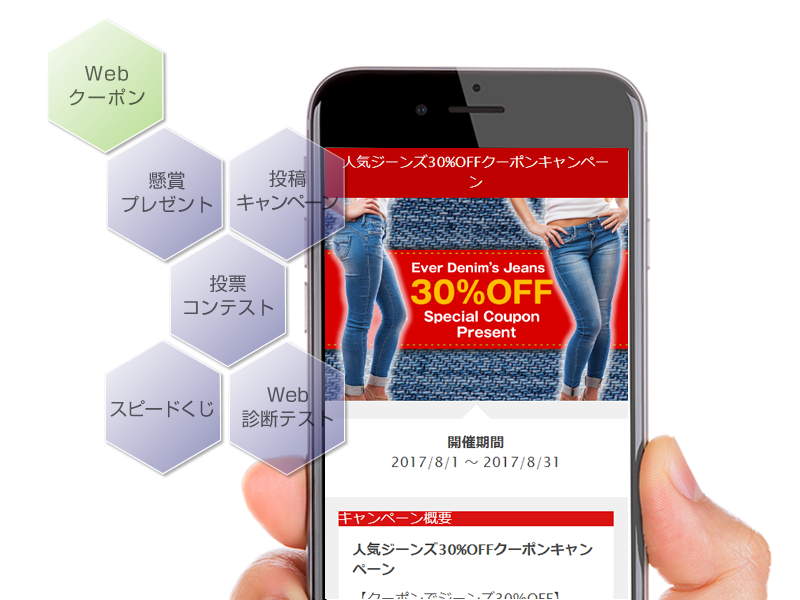 Web
クーポン
懸賞
プレゼント
投稿
キャンペーン
投票
コンテスト
スピードくじ
Web
診断テスト
人気ジーンズ30%OFFクーポンキャンペー
ン
Ever Denim's Jeans
30%OFF
Special Coupon
Present
開催期間
2017/8/1 ～ 2017/8/31
キャンペーン概要
人気ジーンズ30%OFFクーポンキャン
ペーン
【クーポンでジーンズ30%OFF】